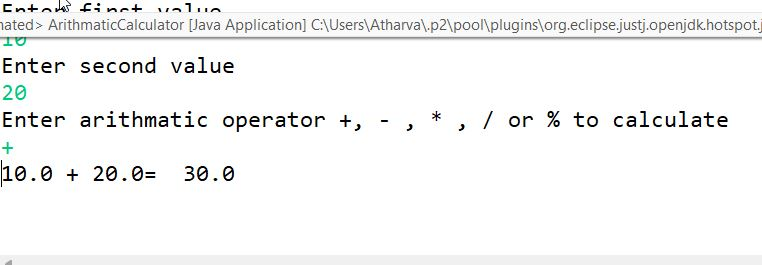 Enter first value
nated> ArithmaticCalculator [Java Application] C:\Users\Atharva\.p2\pool\plugins\org.eclipse.justj.openjdk.hotspot.j
10
Enter second value
20
Enter arithmatic operator +, - , * , / or % to calculate
+
10.0 + 20.0=  30.0